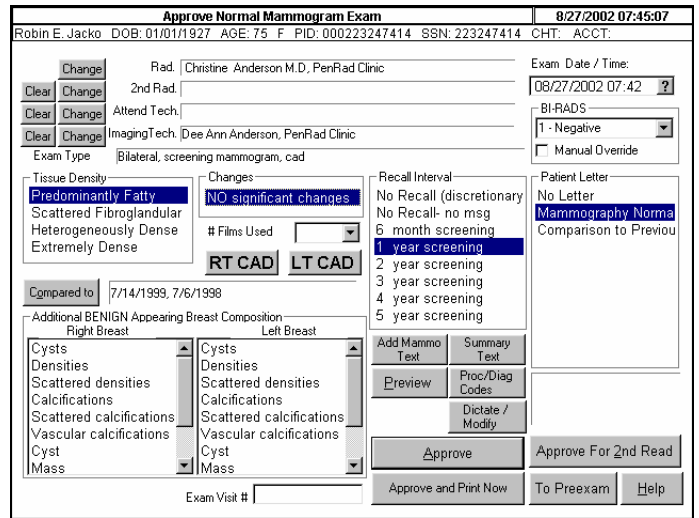 Approve Normal Mammogram Exam 8/27/2002 07:45:07
Robin E. Jacko DOB: 01/01/1927 AGE: 75 F PID: 000223247414 SSN: 223247414 CHT: ACCT:
Change Rad. Christine Anderson M.D, PenRad Clinic
Clear Change 2nd Rad.
Clear Change Attend Tech.
Clear Change ImagingTech. Dee Ann Anderson, PenRad Clinic
Exam Type Bilateral, screening mammogram, cad
Exam Date / Time:
08/27/2002 07:42 ?
BI-RADS
1 - Negative
Manual Override
Tissue Density
Predominantly Fatty
Scattered Fibroglandular
Heterogeneously Dense
Extremely Dense
Changes
NO significant changes
# Films Used
RT CAD LT CAD
Compared to 7/14/1999, 7/6/1998
Recall Interval
No Recall (discretionary
No Recall- no msg
6 month screening
1 year screening
2 year screening
3 year screening
4 year screening
5 year screening
Patient Letter
No Letter
Mammography Norma
Comparison to Previou
Additional BENIGN Appearing Breast Composition
Right Breast
Cysts
Densities
Scattered densities
Calcifications
Scattered calcifications
Vascular calcifications
Cyst
Mass
Left Breast
Cysts
Densities
Scattered densities
Calcifications
Scattered calcifications
Vascular calcifications
Cyst
Mass
Exam Visit #
Add Mammo
Text
Summary
Text
Preview
Proc/Diag
Codes
Dictate /
Modify
Approve
Approve For 2nd Read
Approve and Print Now
To Preexam
Help